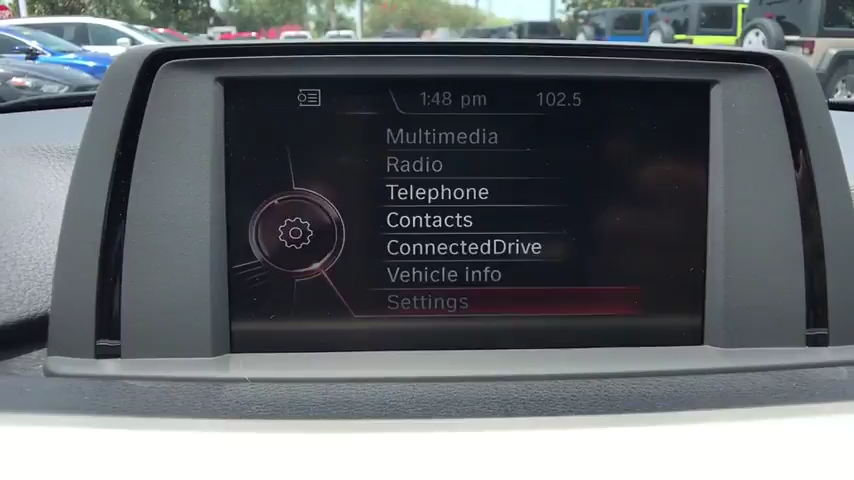 1:48 pm 102.5
Multimedia
Radio
Telephone
Contacts
ConnectedDrive
Vehicle info
Settings